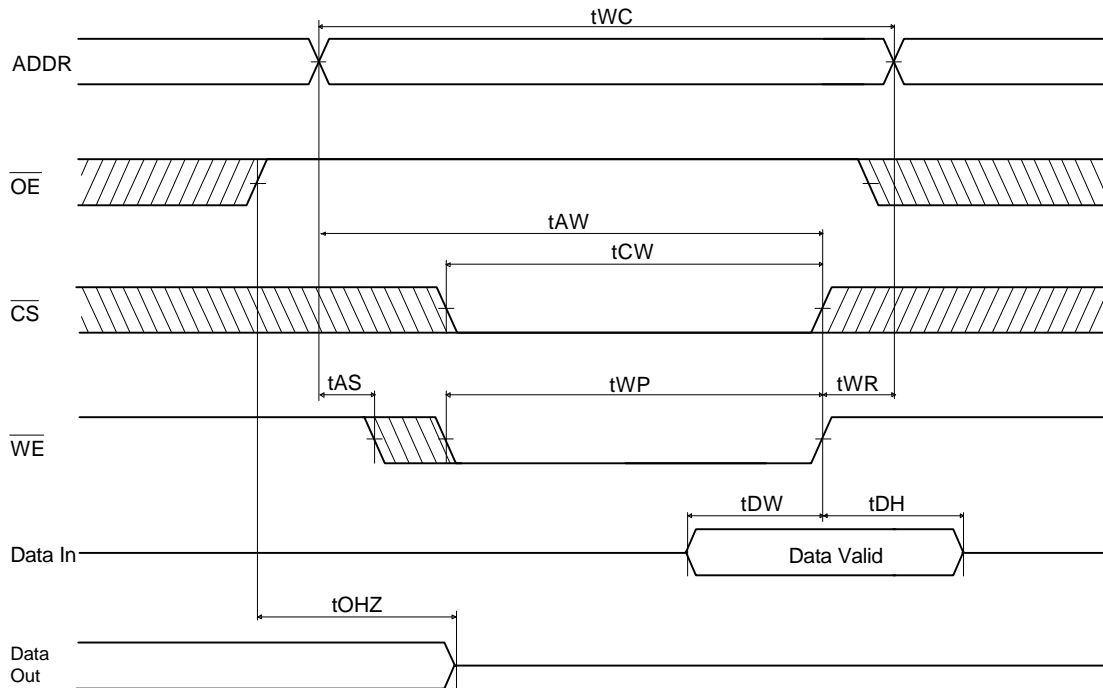 tWC
ADDR
OE
tAW
tCW
CS
tAS
tWP
tWR
WE
tDW
tDH
Data In
Data Valid
tOHZ
Data
Out